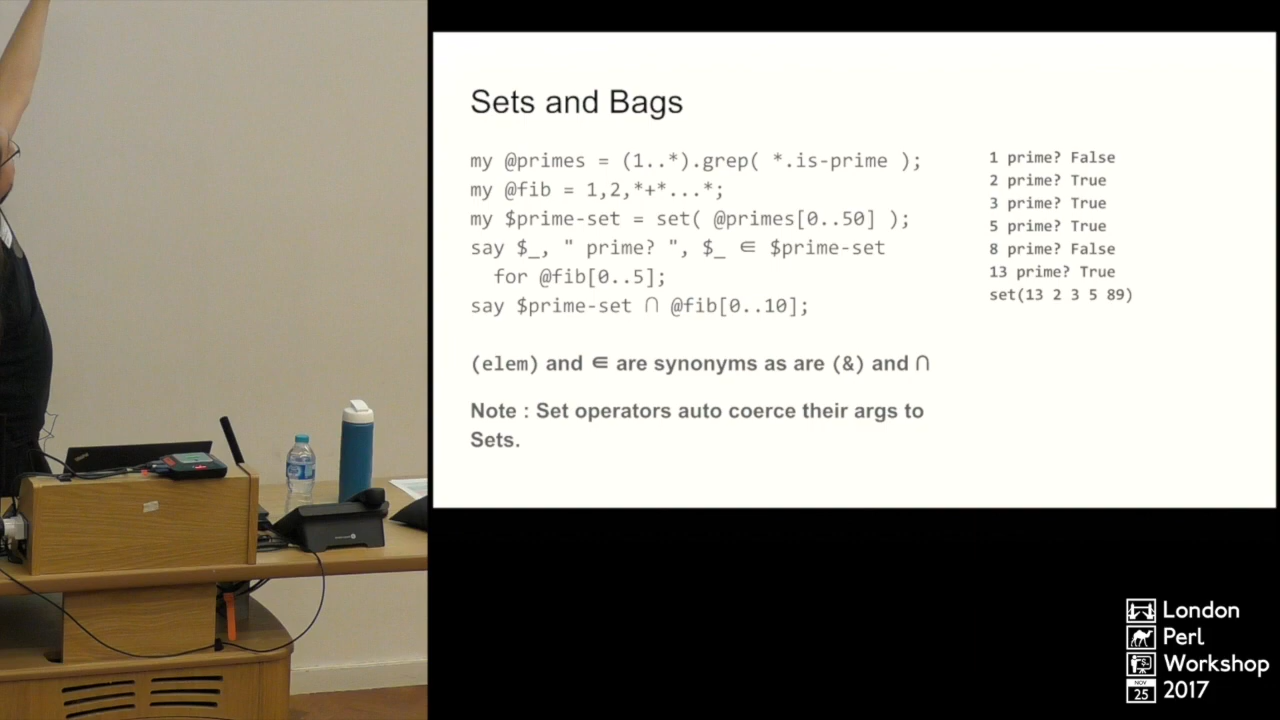 Sets and Bags
my @primes = (1..*).grep( *.is-prime );
my @fib = 1,2,*+*...*;
my $prime-set = set( @primes[0..50] );
say $_, " prime? ", $_ ∈ $prime-set
for @fib[0..5];
say $prime-set ∩ @fib[0..10];
(elem) and ∈ are synonyms as are (&) and ∩
Note : Set operators auto coerce their args to
Sets.
1 prime? False
2 prime? True
3 prime? True
5 prime? True
8 prime? False
13 prime? True
set(13 2 3 5 89)
London
Perl
Workshop
NOV
25
2017